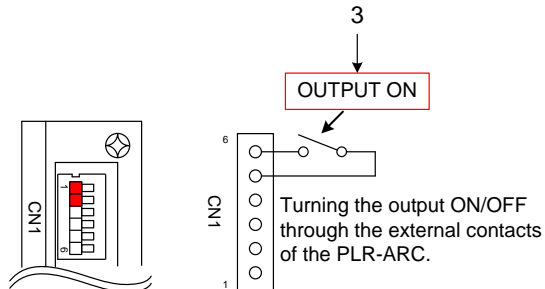 3
OUTPUT ON
6
CN1
1
CN1
1
6
Turning the output ON/OFF
through the external contacts
of the PLR-ARC.